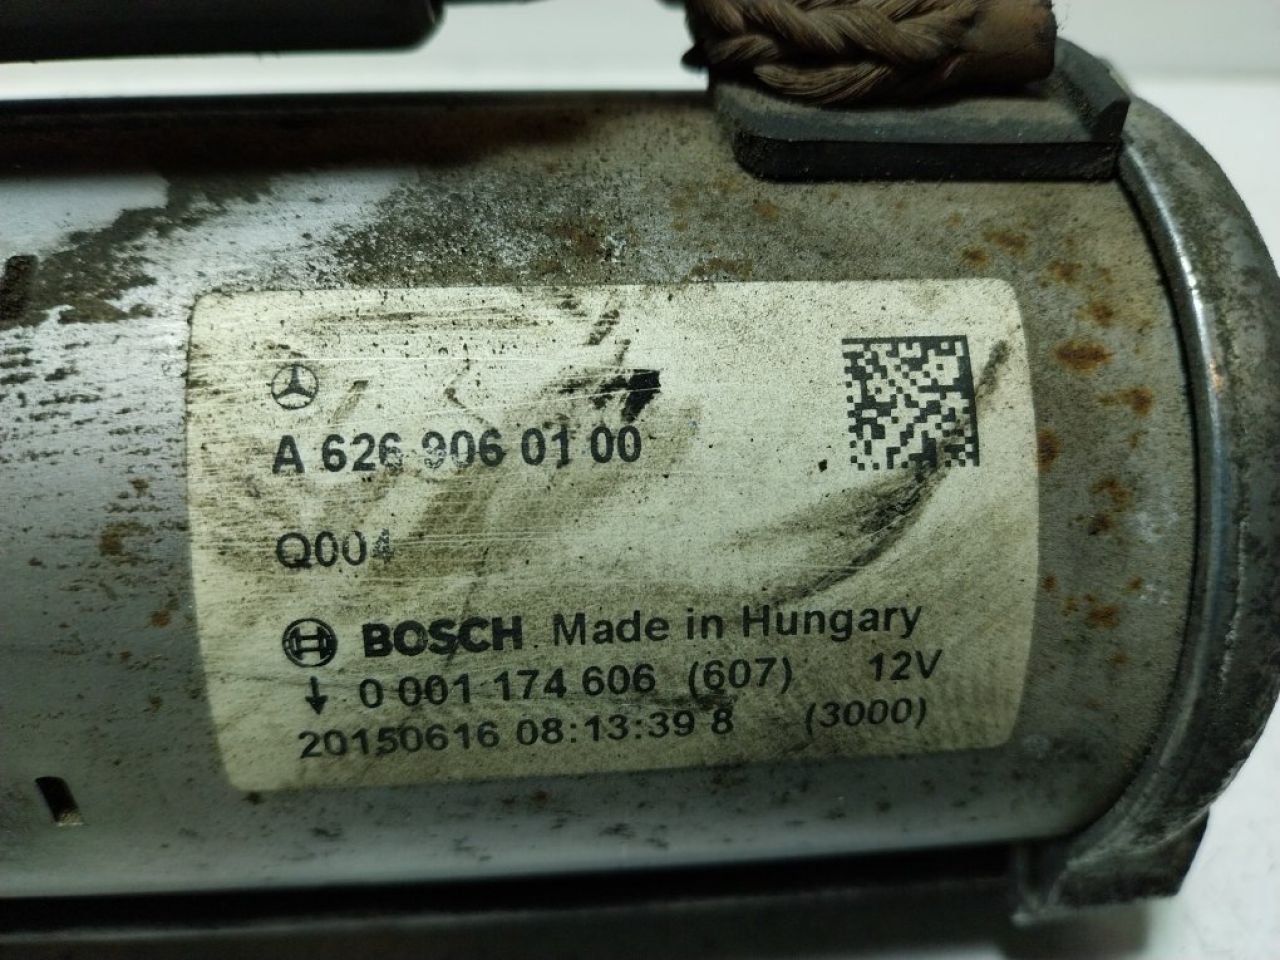 A 626 906 01 00
Q004
BOSCH Made in Hungary
0 001 174 606 (607) 12V
20150616 08:13:39 8 (3000)